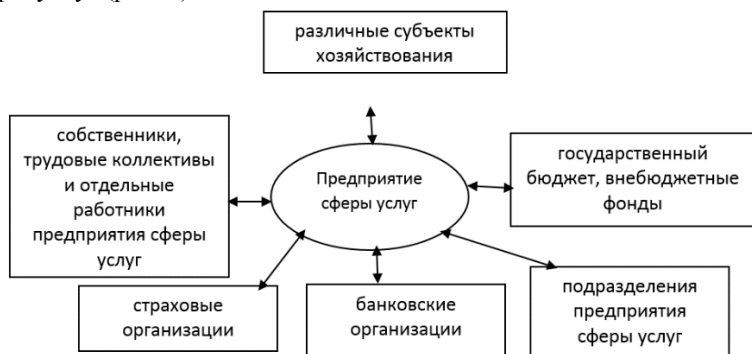 различные субъекты
хозяйствования
собственники,
трудовые коллективы
и отдельные
работники
предприятия сферы
услуг
Предприятие
сферы услуг
государственный
бюджет, внебюджетные
фонды
страховые
организации
банковские
организации
подразделения
предприятия
сферы услуг